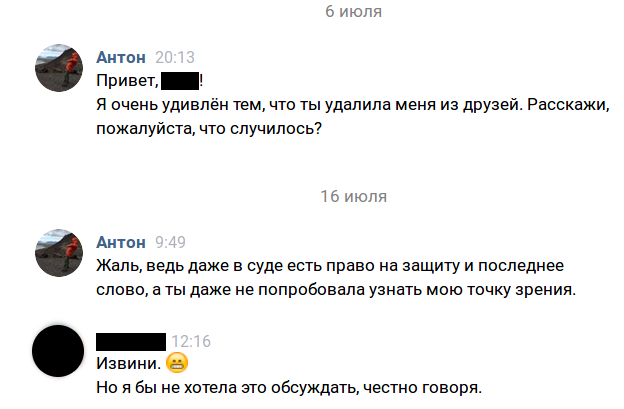 6 июля
Антон 20:13
Привет, !
Я очень удивлён тем, что ты удалила меня из друзей. Расскажи,
пожалуйста, что случилось?
16 июля
Антон 9:49
Жаль, ведь даже в суде есть право на защиту и последнее
слово, а ты даже не попробовала узнать мою точку зрения.
12:16
Извини. 😬
Но я бы не хотела это обсуждать, честно говоря.